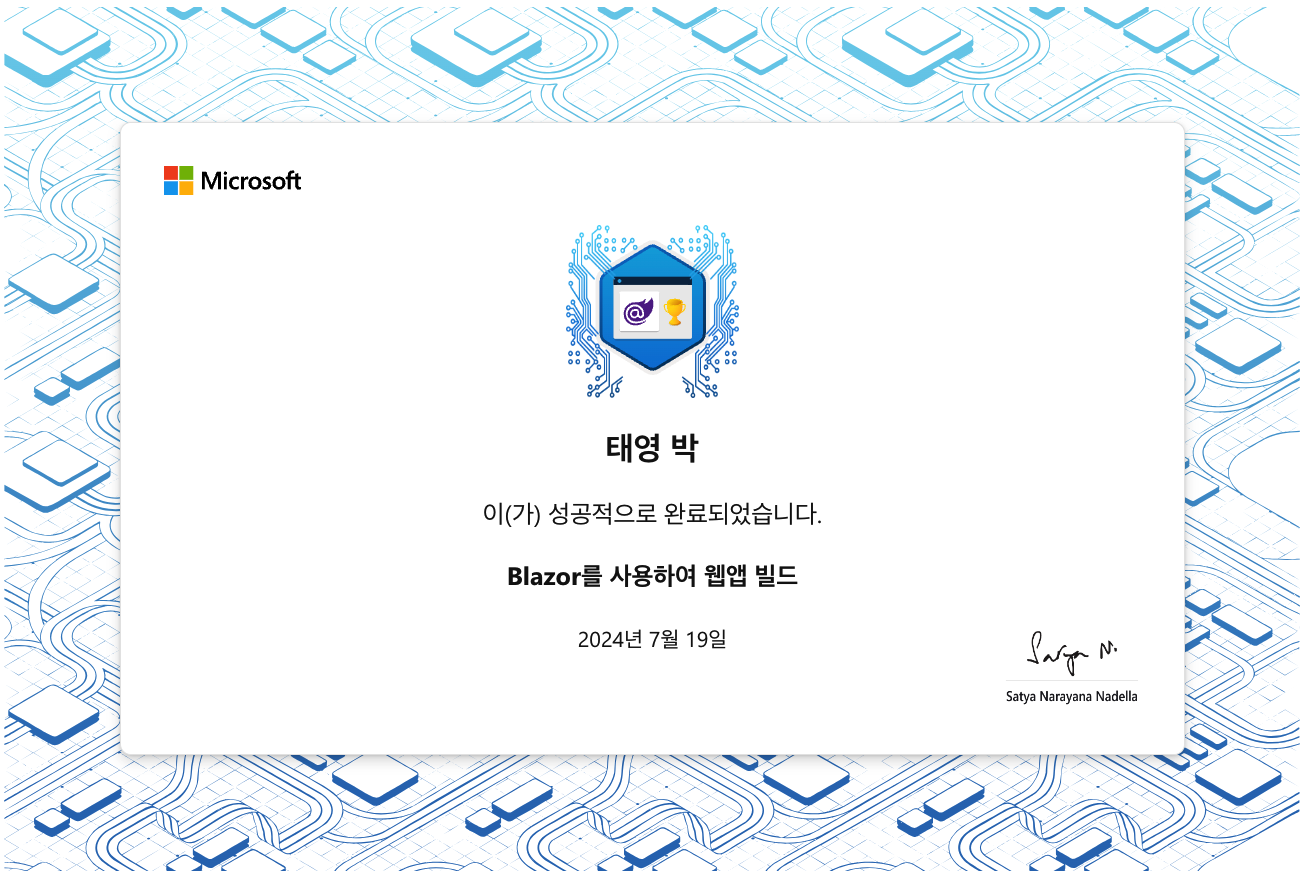 Microsoft
태영 박
이(가) 성공적으로 완료되었습니다.
Blazor를 사용하여 웹앱 빌드
2024년 7월 19일
Satya N.
Satya Narayana Nadella